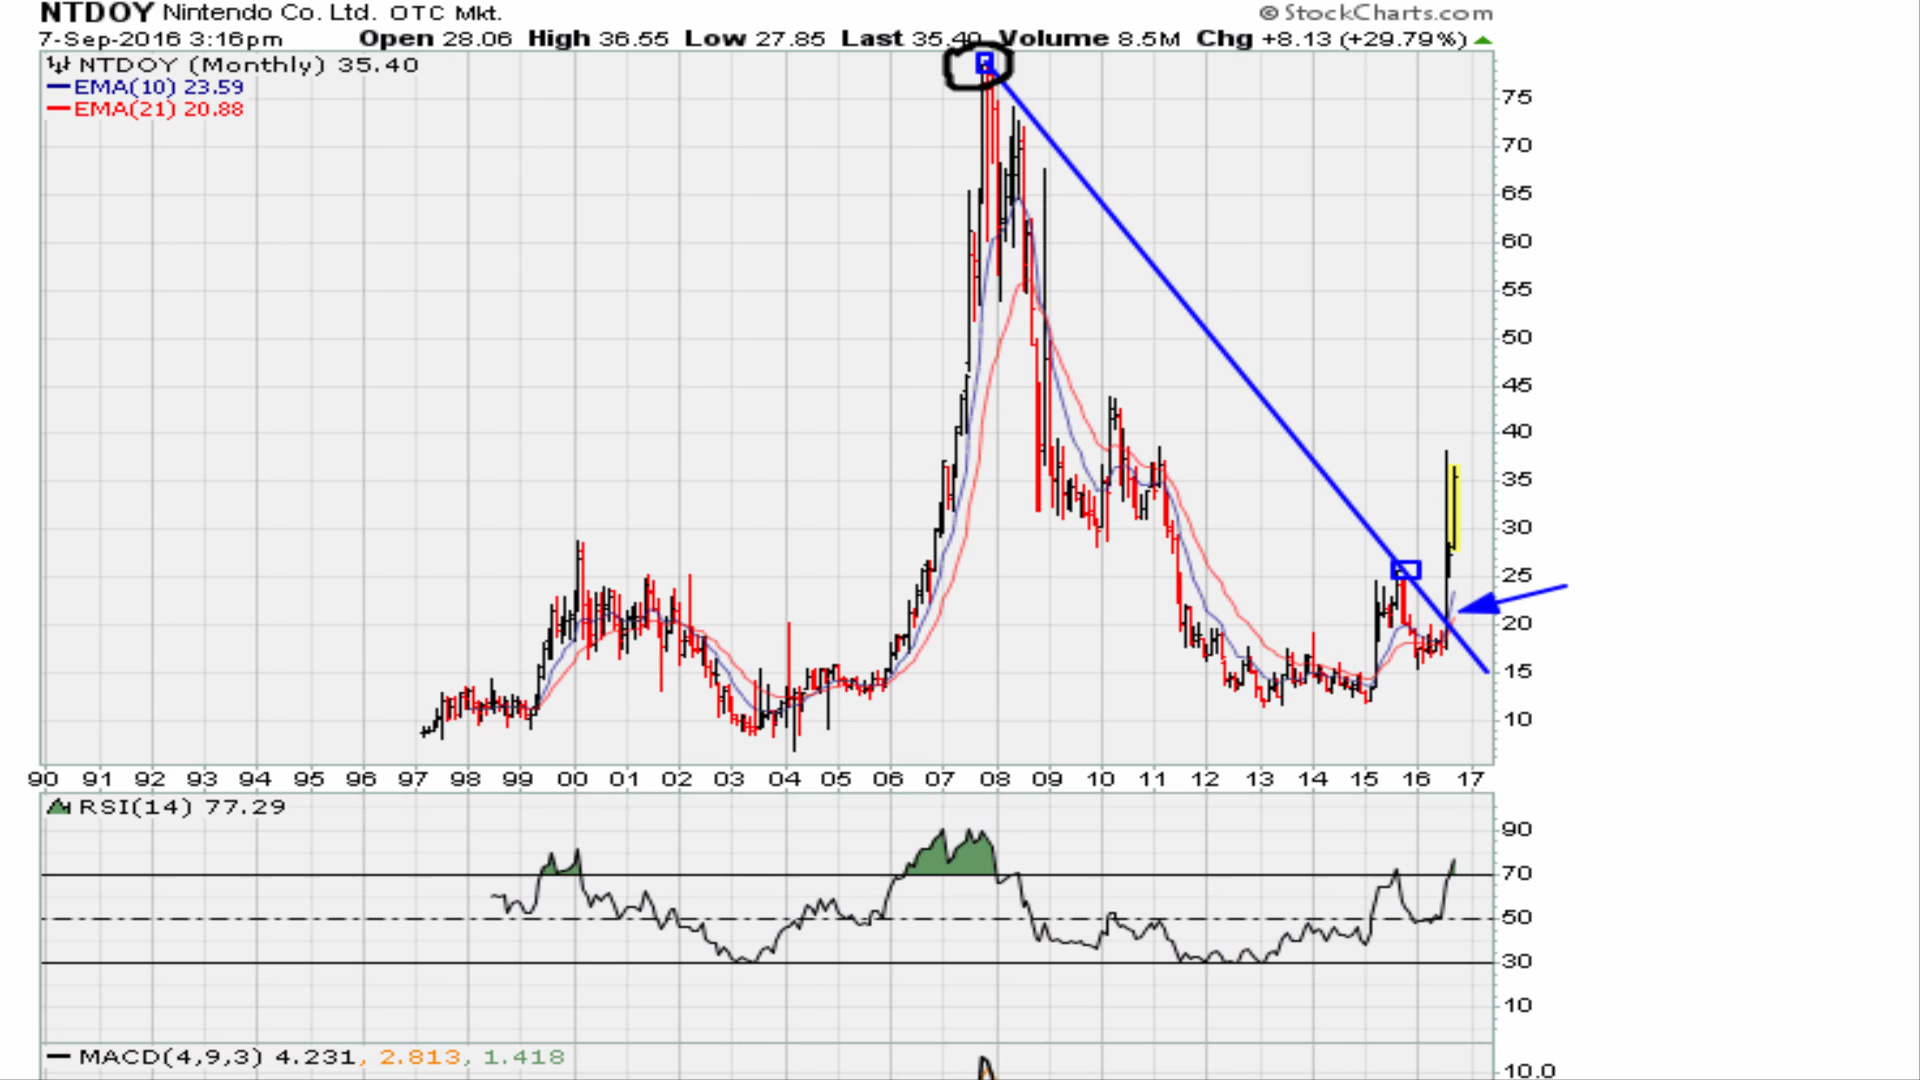 NTDOY Nintendo Co. Ltd. OTC Mkt. © StockCharts.com
7-Sep-2016 3:16pm Open 28.06 High 36.55 Low 27.85 Last 35.40 Volume 8.5M Chg +8.13 (+29.79%)
NTDOY (Monthly) 35.40
EMA(10) 23.59
EMA(21) 20.88
75
70
65
60
55
50
45
40
35
30
25
20
15
10
90 91 92 93 94 95 96 97 98 99 00 01 02 03 04 05 06 07 08 09 10 11 12 13 14 15 16 17
RSI(14) 77.29
90
70
50
30
10
MACD(4,9,3) 4.231, 2.813, 1.418
10.0